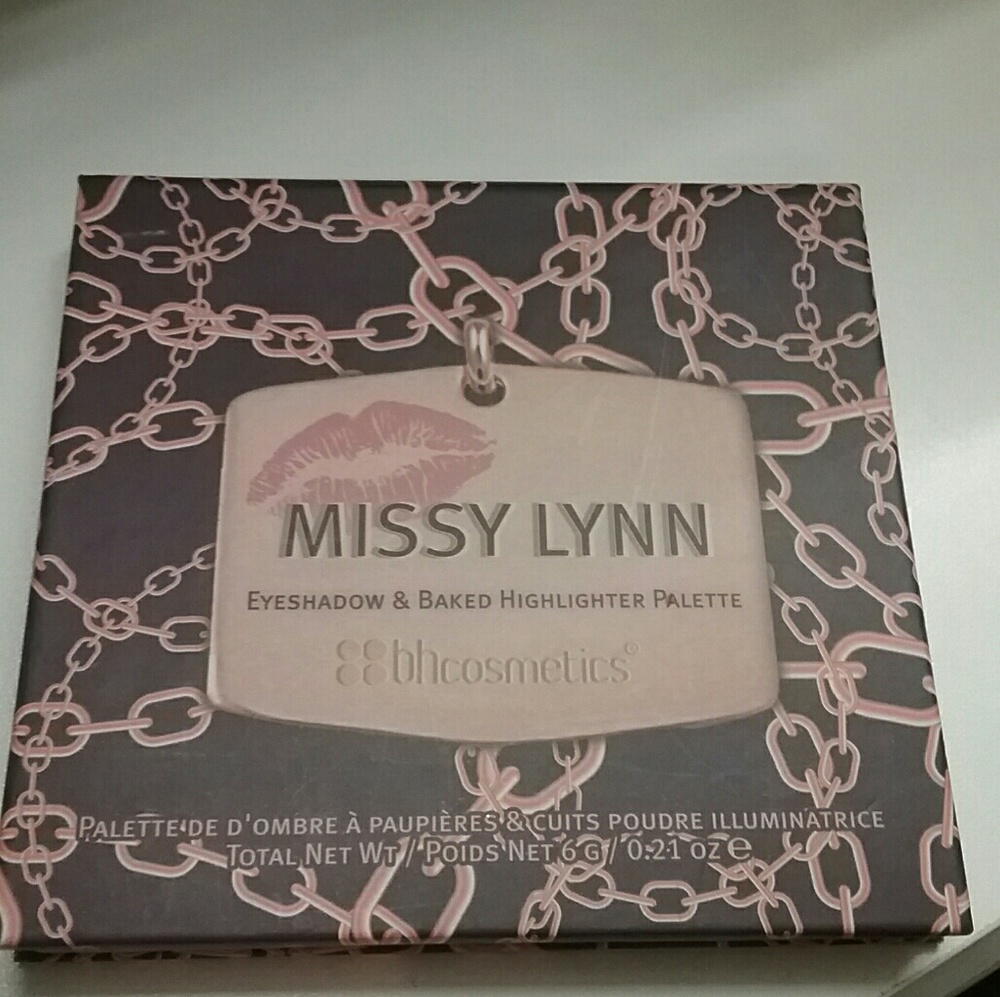 MISSY LYNN
EYESHADOW & BAKED HIGHLIGHTER PALETTE
bhcosmetics®
PALETTE DE D'OMBRE À PAUPIÈRES & CUITS POUDRE ILLUMINATRICE
TOTAL NET WT / POIDS NET 6 G / 0.21 OZ ℮